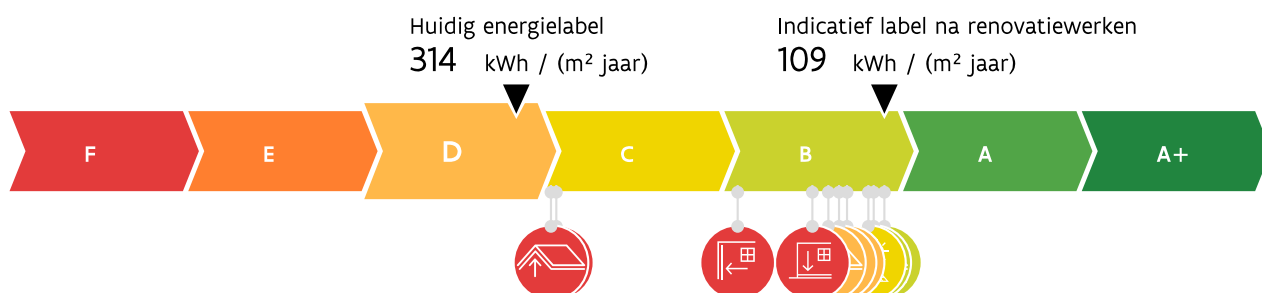 Huidig energielabel
314 kWh / (m² jaar)
Indicatief label na renovatiewerken
109 kWh / (m² jaar)
F E D C B A A+